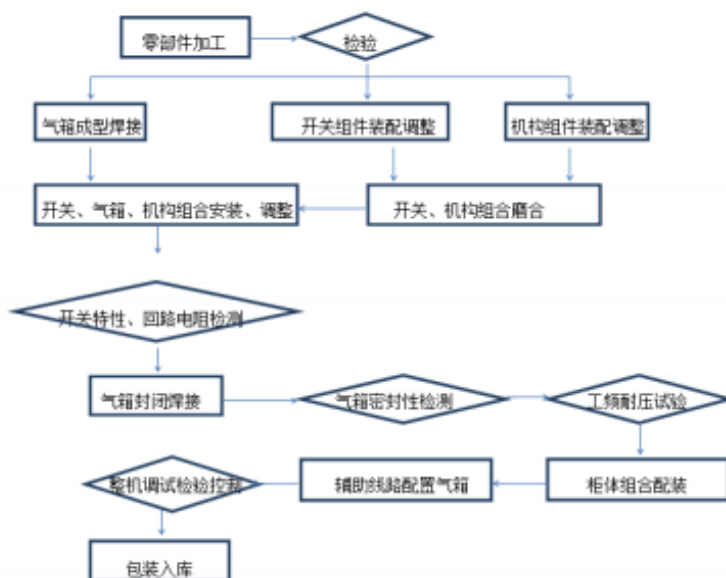 零部件加工
检验
气箱成型焊接
开关组件装配调整
机构组件装配调整
开关、气箱、机构组合安装、调整
开关、机构组合磨合
开关特性、回路电阻检测
气箱封闭焊接
气箱密封性检测
工频耐压试验
整机调试检验控制
辅助线路配置气箱
柜体组合配装
包装入库